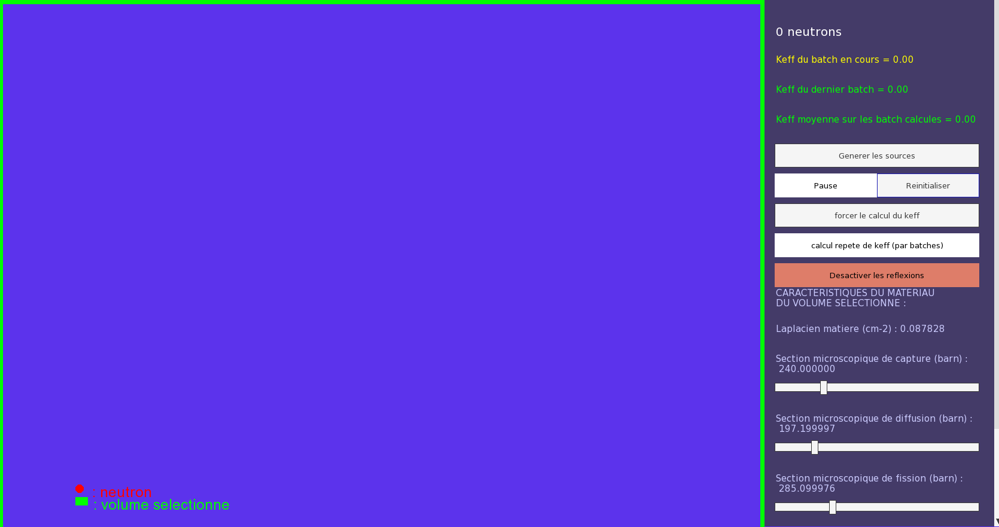 0 neutrons
Keff du batch en cours = 0.00
Keff du dernier batch = 0.00
Keff moyenne sur les batch calcules = 0.00
Generer les sources
Pause
Reinitialiser
forcer le calcul du keff
calcul repete de keff (par batches)
Desactiver les reflexions
CARACTERISTIQUES DU MATERIAU
DU VOLUME SELECTIONNE :
Laplacien matiere (cm-2) : 0.087828
Section microscopique de capture (barn) :
240.000000
Section microscopique de diffusion (barn) :
197.199997
Section microscopique de fission (barn) :
285.099976
: neutron
: volume selectionne